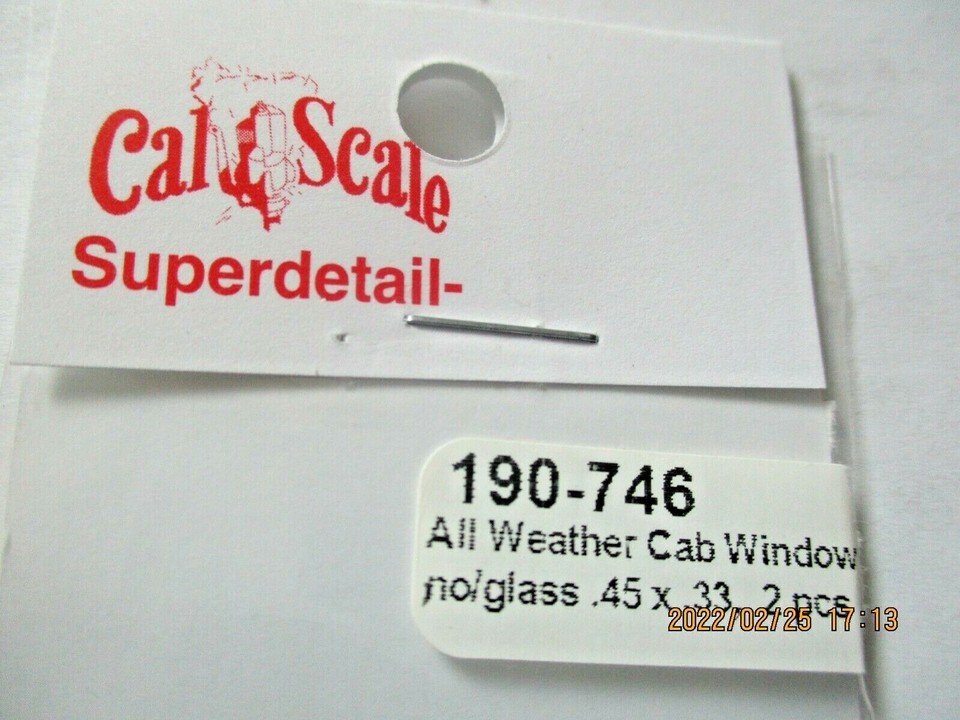 Cal Scale
Superdetail-
190-746
All Weather Cab Window
no/glass .45 x .33, 2 pcs
2022/02/25 17:13